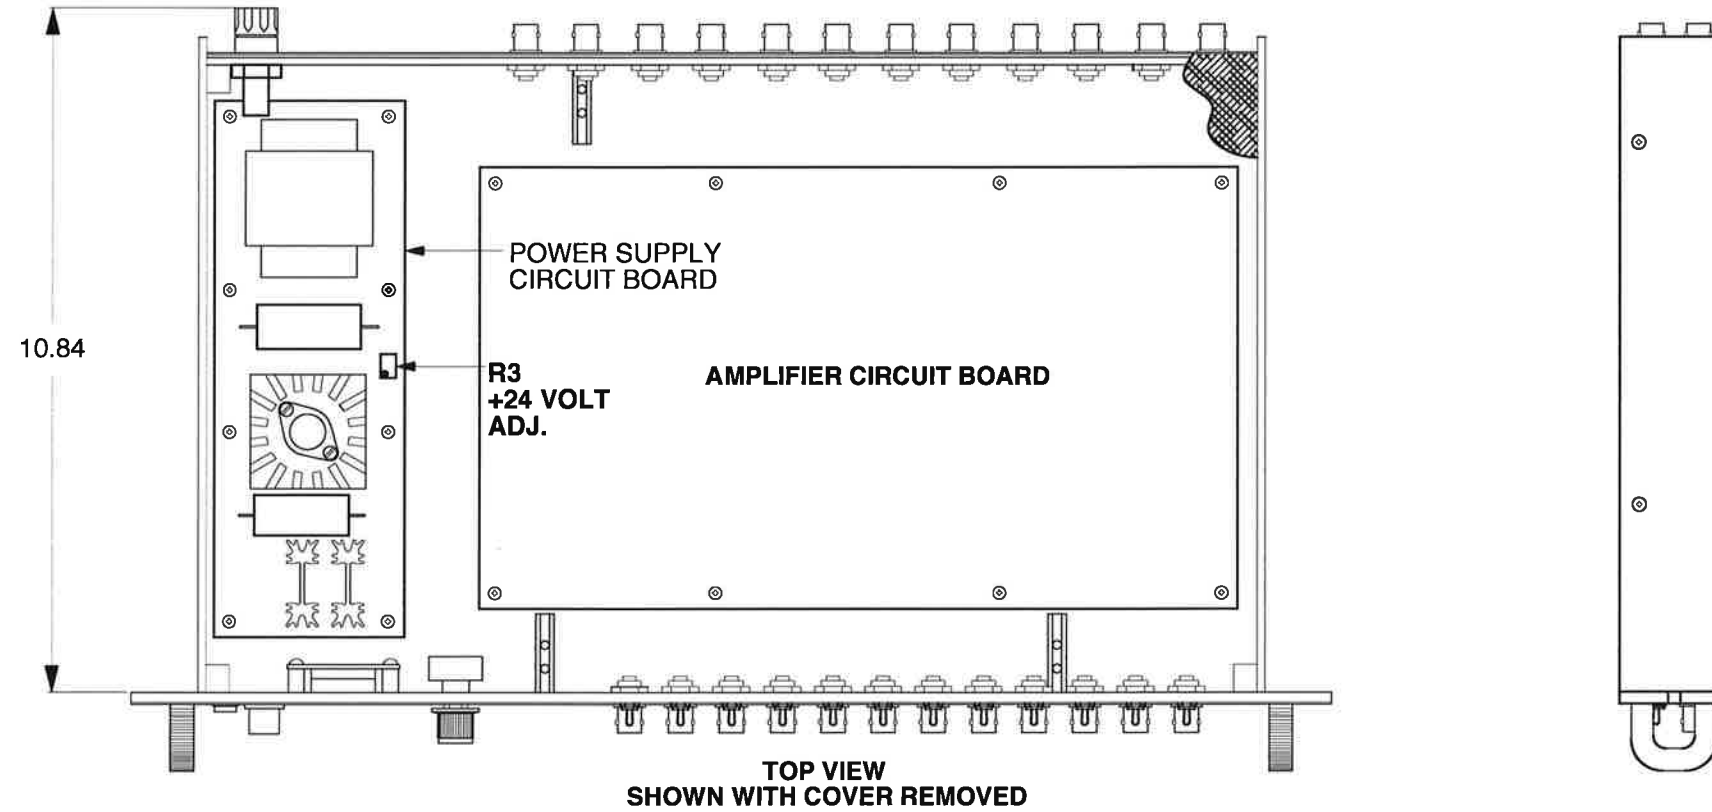 POWER SUPPLY
CIRCUIT BOARD
10.84
R3
+24 VOLT
ADJ.
AMPLIFIER CIRCUIT BOARD
TOP VIEW
SHOWN WITH COVER REMOVED